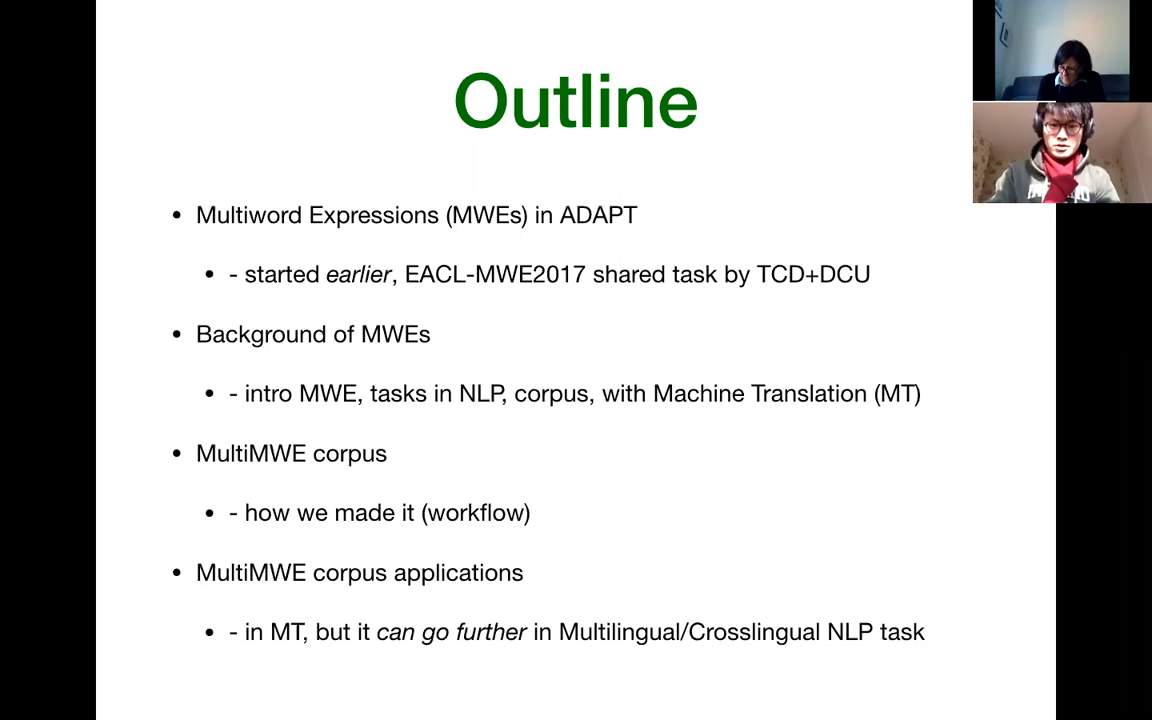 Outline
• Multiword Expressions (MWEs) in ADAPT
• - started earlier, EACL-MWE2017 shared task by TCD+DCU
• Background of MWEs
• - intro MWE, tasks in NLP, corpus, with Machine Translation (MT)
• MultiMWE corpus
• - how we made it (workflow)
• MultiMWE corpus applications
• - in MT, but it can go further in Multilingual/Crosslingual NLP task